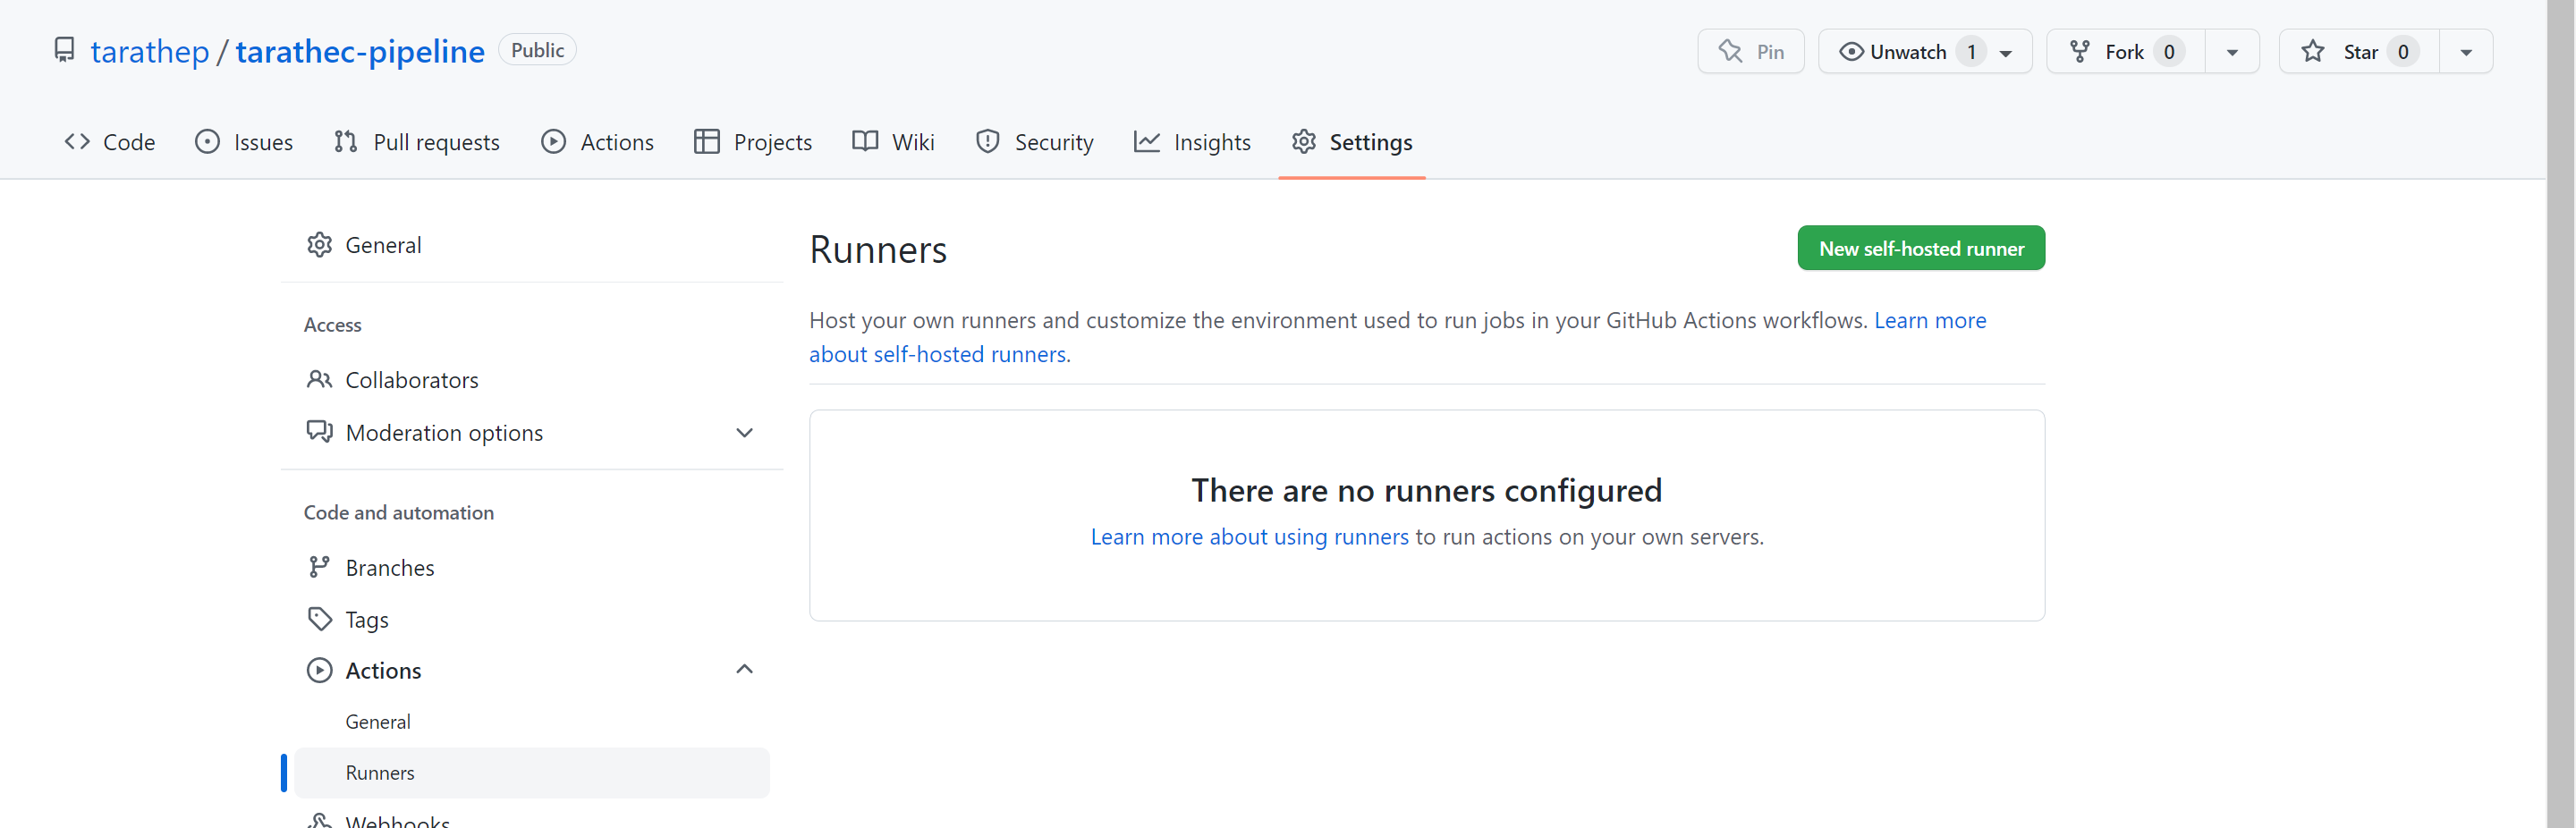 tarathep / tarathec-pipeline Public
Pin Unwatch 1 Fork 0 Star 0
Code Issues Pull requests Actions Projects Wiki Security Insights Settings
General
Access
Collaborators
Moderation options
Code and automation
Branches
Tags
Actions
General
Runners
Webhooks
Runners
New self-hosted runner
Host your own runners and customize the environment used to run jobs in your GitHub Actions workflows. Learn more
about self-hosted runners.
There are no runners configured
Learn more about using runners to run actions on your own servers.